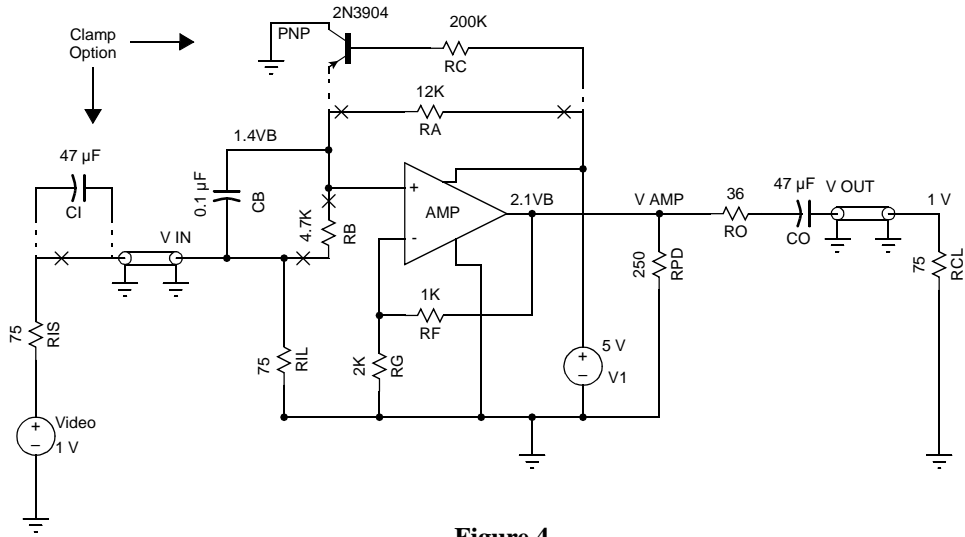 2N3904
PNP
200K
RC
Clamp
Option
12K
RA
1.4VB
47 µF
CI
0.1 µF
CB
4.7K
RB
+
-
AMP
2.1VB
V AMP
36
RO
47 µF
CO
V OUT
1 V
V IN
250
RPD
75
RCL
1K
RF
75
RIS
75
RIL
2K
RG
+
−
5 V
V1
+
−
Video
1 V
Figure 4